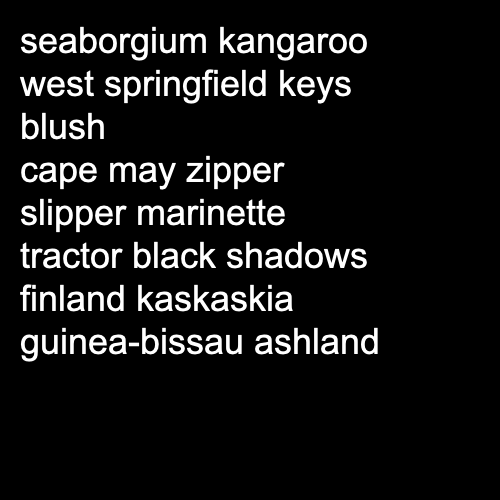 seaborgium kangaroo
west springfield keys
blush
cape may zipper
slipper marinette
tractor black shadows
finland kaskaskia
guinea-bissau ashland